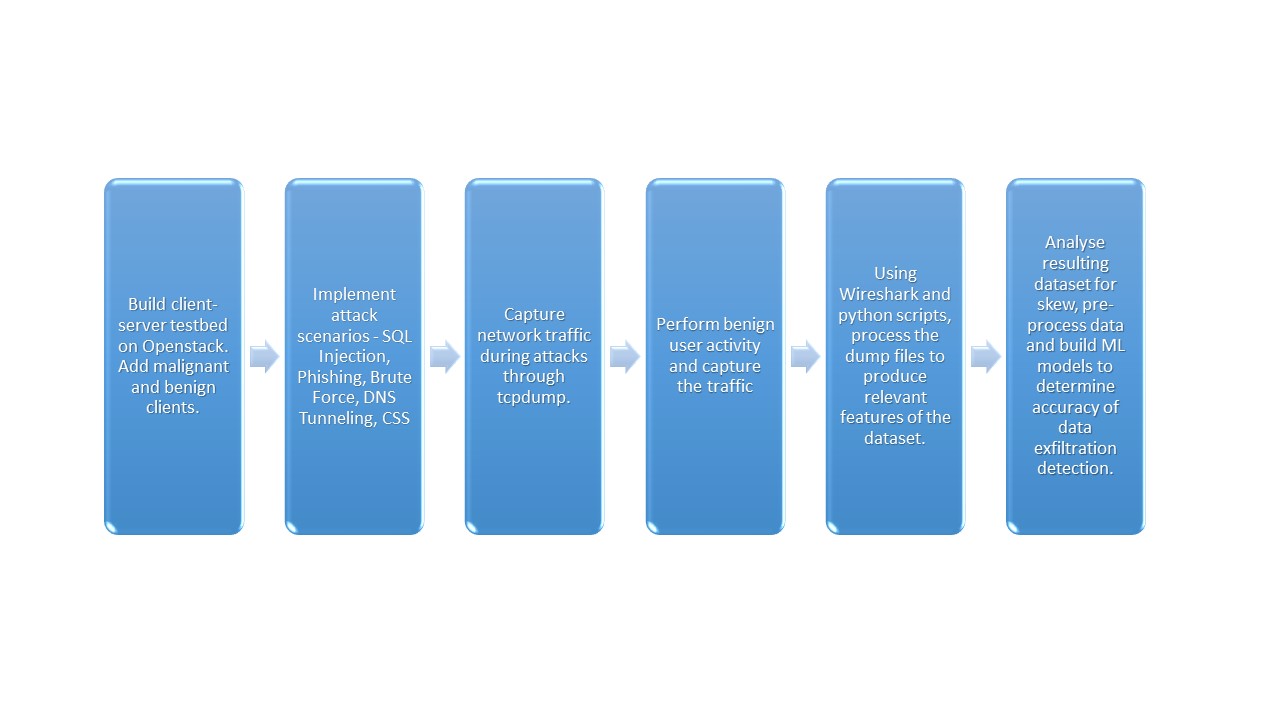 Build client-
server testbed
on Openstack.
Add malignant
and benign
clients.
Implement
attack
scenarios - SQL
Injection,
Phishing, Brute
Force, DNS
Tunneling, CSS
Capture
network traffic
during attacks
through
tcpdump.
Perform benign
user activity
and capture
the traffic
Using
Wireshark and
python scripts,
process the
dump files to
produce
relevant
features of the
dataset.
Analyse
resulting
dataset for
skew, pre-
process data
and build ML
models to
determine
accuracy of
data
exfiltration
detection.